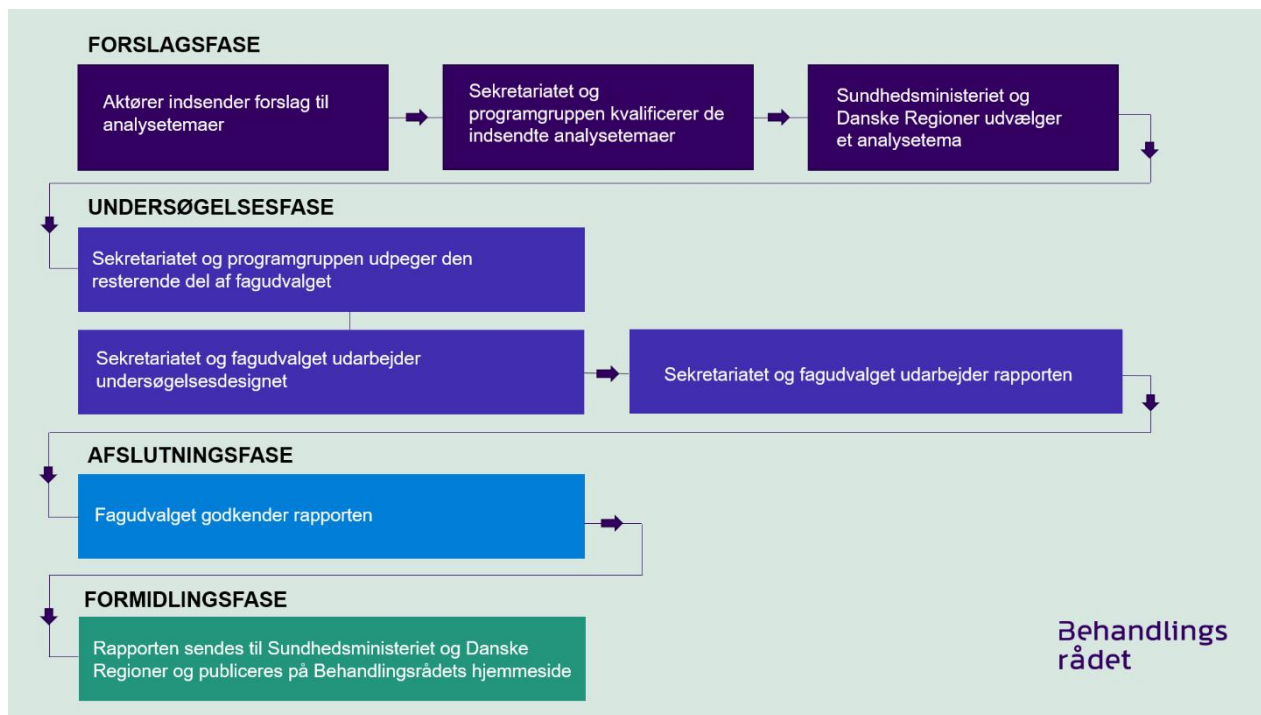 FORSLAGSFASE
Aktører indsender forslag til
analysetemaer
Sekretariatet og
programgruppen kvalificerer de
indsendte analysetemaer
Sundhedsministeriet og
Danske Regioner udvælger
et analysetema
UNDERSØGELSESFASE
Sekretariatet og programgruppen udpeger den
resterende del af fagudvalget
Sekretariatet og fagudvalget udarbejder
undersøgelsesdesignet
Sekretariatet og fagudvalget udarbejder rapporten
AFSLUTNINGSFASE
Fagudvalget godkender rapporten
FORMIDLINGSFASE
Rapporten sendes til Sundhedsministeriet og Danske
Regioner og publiceres på Behandlingsrådets hjemmeside
Behandlings
rådet